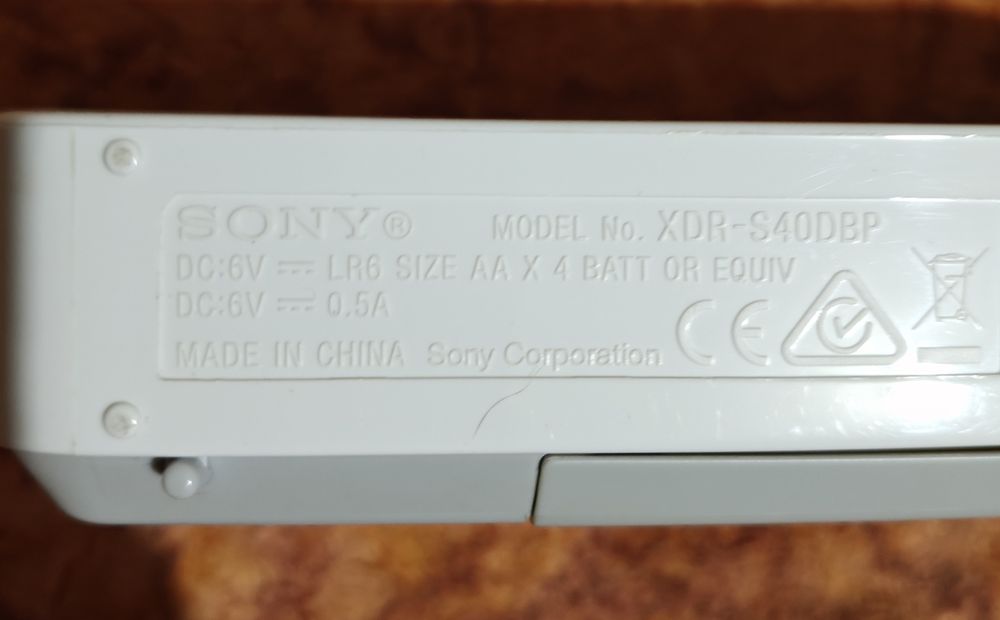 SONY® MODEL No. XDR-S40DBP
DC:6V ⎓ LR6 SIZE AA X 4 BATT OR EQUIV
DC:6V ⎓ 0.5A
MADE IN CHINA Sony Corporation CE